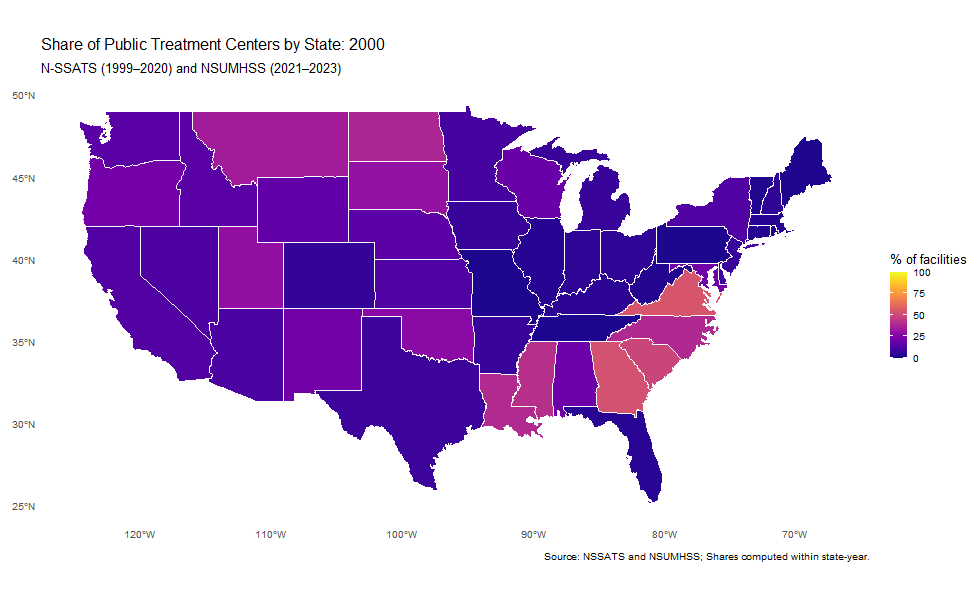 Share of Public Treatment Centers by State: 2000
N-SSATS (1999–2020) and NSUMHSS (2021–2023)
50°N
45°N
40°N
35°N
30°N
25°N
120°W
110°W
100°W
90°W
80°W
70°W
% of facilities
100
75
50
25
0
Source: NSSATS and NSUMHSS; Shares computed within state-year.